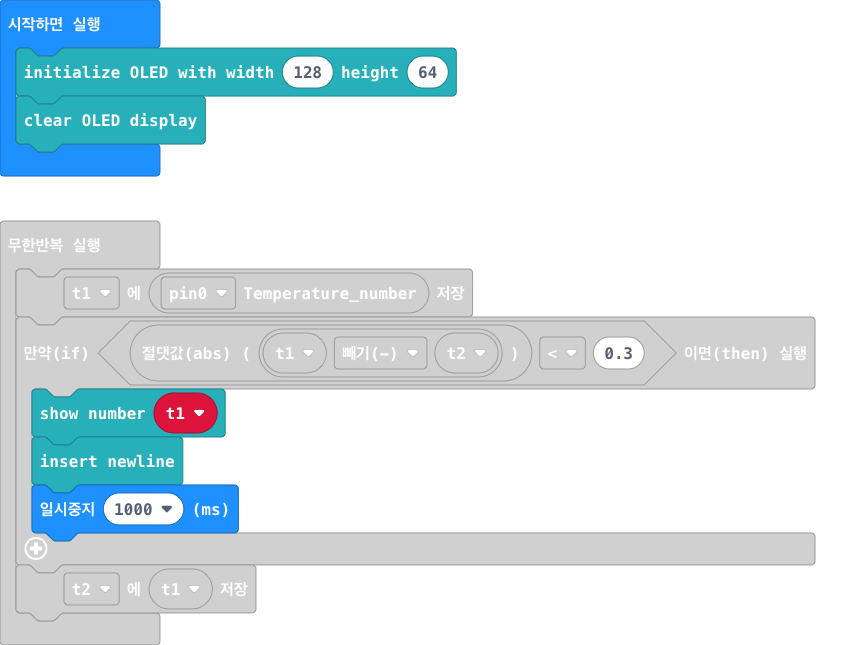 시작하면 실행
initialize OLED with width 128 height 64
clear OLED display
무한반복 실행
t1 에 pin0 Temperature_number 저장
만약(if) 절댓값(abs) ( t1 빼기(-) t2 ) < 0.3 이면(then) 실행
show number t1
insert newline
일시중지 1000 (ms)
t2 에 t1 저장